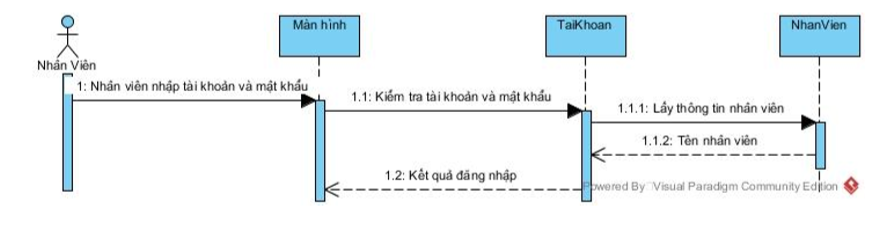 Màn hình
TaiKhoan
NhanVien
Nhân Viên
1: Nhân viên nhập tài khoản và mật khẩu
1.1: Kiểm tra tài khoản và mật khẩu
1.1.1: Lấy thông tin nhân viên
1.1.2: Tên nhân viên
1.2: Kết quả đăng nhập
Powered By Visual Paradigm Community Edition